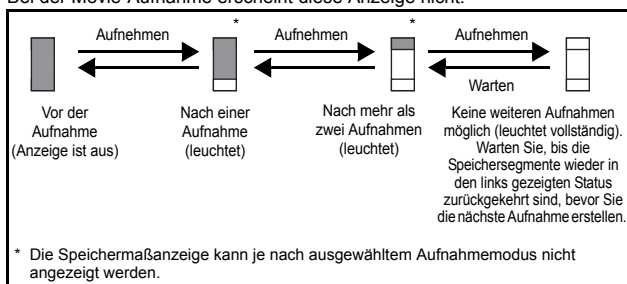 Bei der Movie-Aufnahme erscheint diese Anzeige nicht.
* *
Aufnehmen Aufnehmen Aufnehmen
Warten
Vor der
Aufnahme
(Anzeige ist aus)
Nach einer
Aufnahme
(leuchtet)
Nach mehr als
zwei Aufnahmen
(leuchtet)
Keine weiteren Aufnahmen
möglich (leuchtet vollständig).
Warten Sie, bis die
Speichersegmente wieder in
den links gezeigten Status
zurückgekehrt sind, bevor Sie
die nächste Aufnahme erstellen.
* Die Speichermaßanzeige kann je nach ausgewähltem Aufnahmemodus nicht
angezeigt werden.